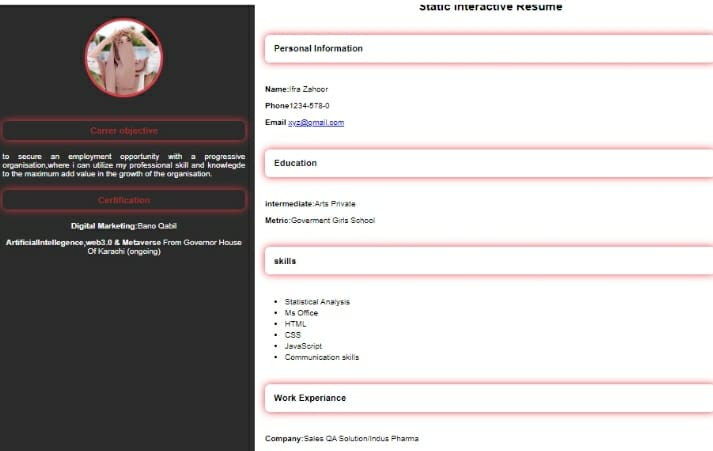 Static Interactive Resume
Carrer objective
to secure an employment opportunity with a progressive
organisation,where i can utilize my professional skill and knowlegde
to the maximum add value in the growth of the organisation.
Certification
Digital Marketing:Bano Qabil
ArtificialIntellegence,web3.0 & Metaverse From Governor House
Of Karachi (ongoing)
Personal Information
Name:Ifra Zahoor
Phone1234-578-0
Email xyz@gmail.com
Education
intermediate:Arts Private
Metric:Goverment Girls School
skills
Statistical Analysis
Ms Office
HTML
CSS
JavaScript
Communication skills
Work Experiance
Company:Sales QA Solution/Indus Pharma